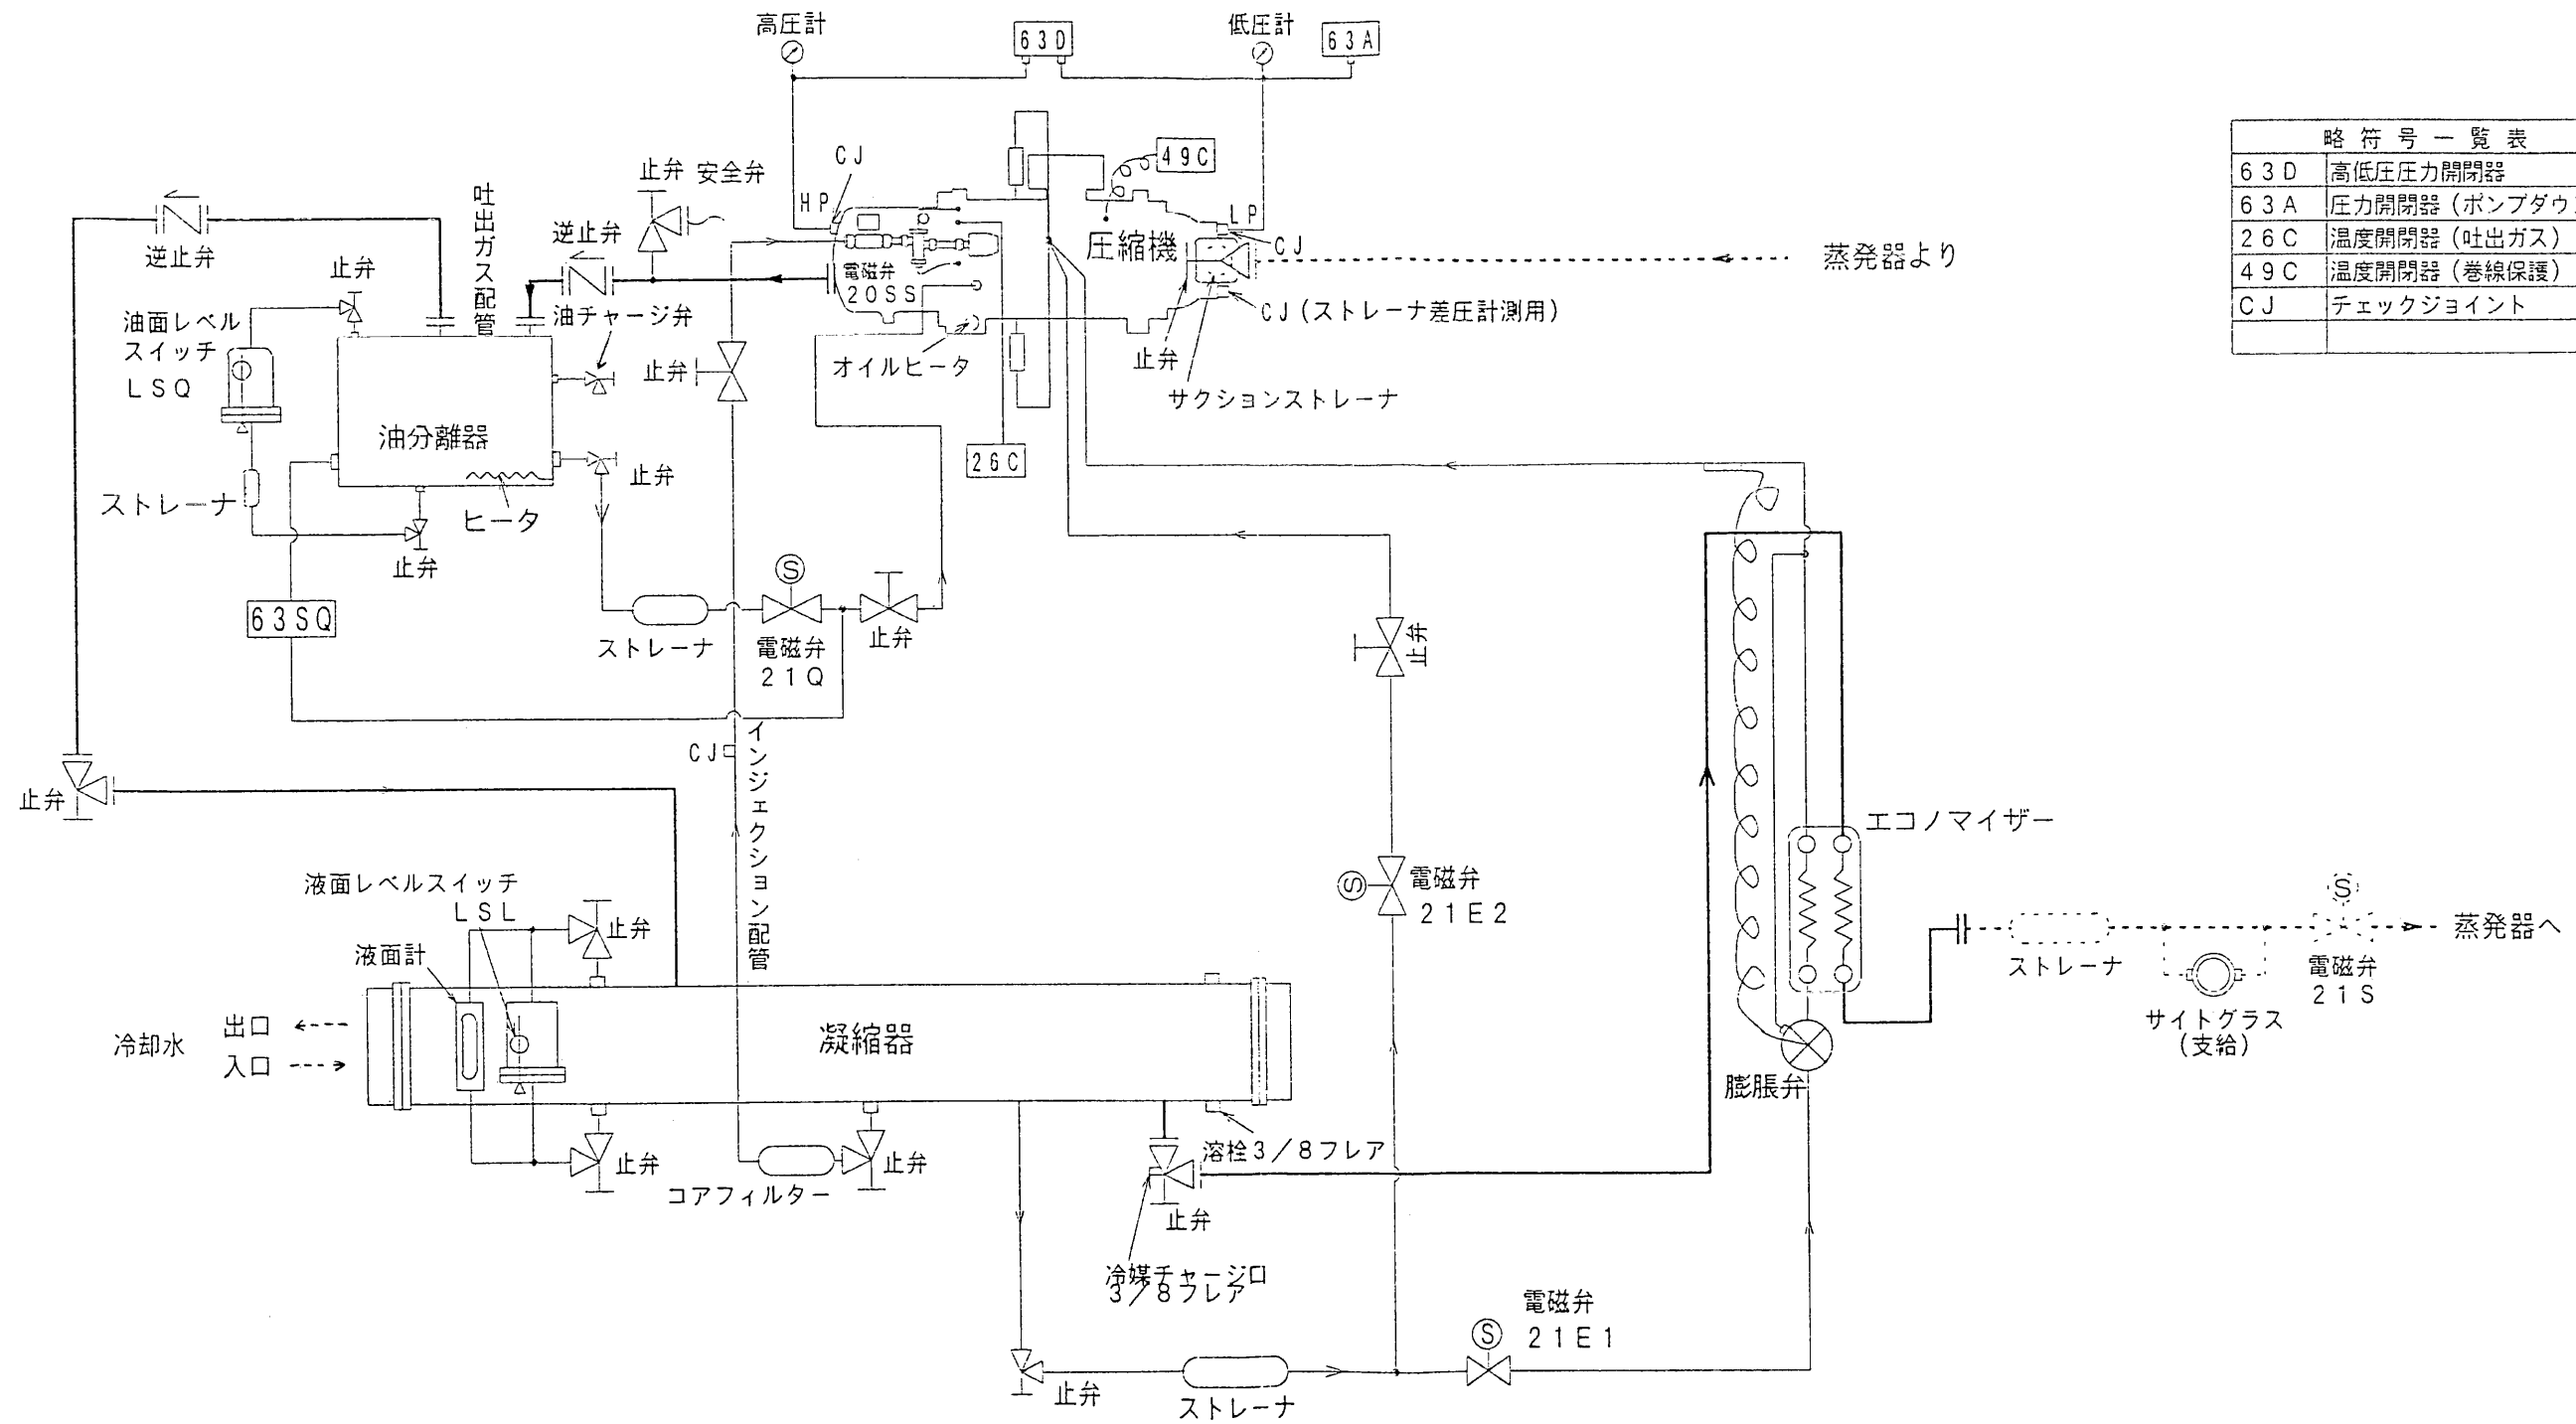 高圧計
63D
低圧計
63A
略符号一覧表
63D 高低圧圧力開閉器
63A 圧力開閉器（ポンプダウ
26C 温度開閉器（吐出ガス）
49C 温度開閉器（巻線保護）
CJ チェックジョイント
CJ
HP
49C
LP
CJ
圧縮機
蒸発器より
止弁
安全弁
逆止弁
吐出ガス配管
逆止弁
止弁
油チャージ弁
電磁弁
20SS
CJ（ストレーナ差圧計測用）
止弁
サクションストレーナ
オイルヒータ
止弁
油面レベル
スイッチ
LSQ
油分離器
26C
止弁
ストレーナ
ヒータ
止弁
63SQ
ストレーナ
S
電磁弁
21Q
止弁
止弁
CJ
インジェクション配管
止弁
エコノマイザー
S
電磁弁
21E2
液面レベルスイッチ
LSL
止弁
液面計
S
蒸発器へ
ストレーナ
電磁弁
21S
サイトグラス
（支給）
冷却水
出口
入口
凝縮器
膨脹弁
止弁
コアフィルター
止弁
溶栓3／8フレア
止弁
冷媒チャージ口
3／8フレア
電磁弁
21E1
S
止弁
ストレーナ